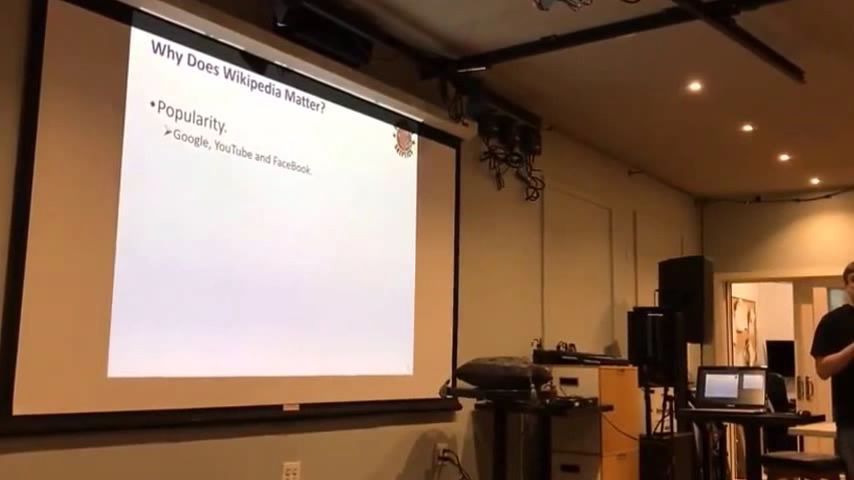 Why Does Wikipedia Matter?
•Popularity.
➢Google, YouTube and FaceBook.